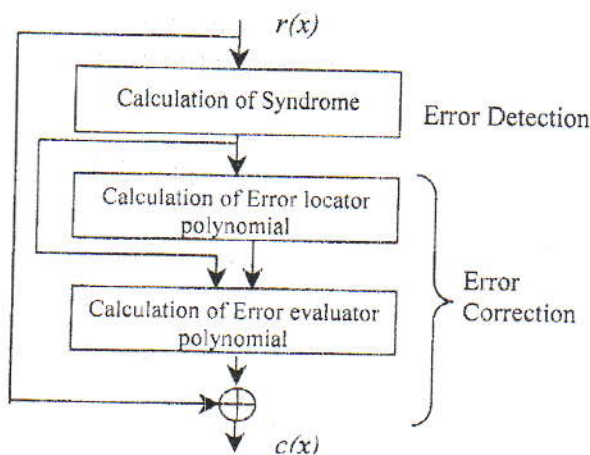 r(x)
Calculation of Syndrome
Error Detection
Calculation of Error locator
polynomial
Error
Correction
Calculation of Error evaluator
polynomial
c(x)